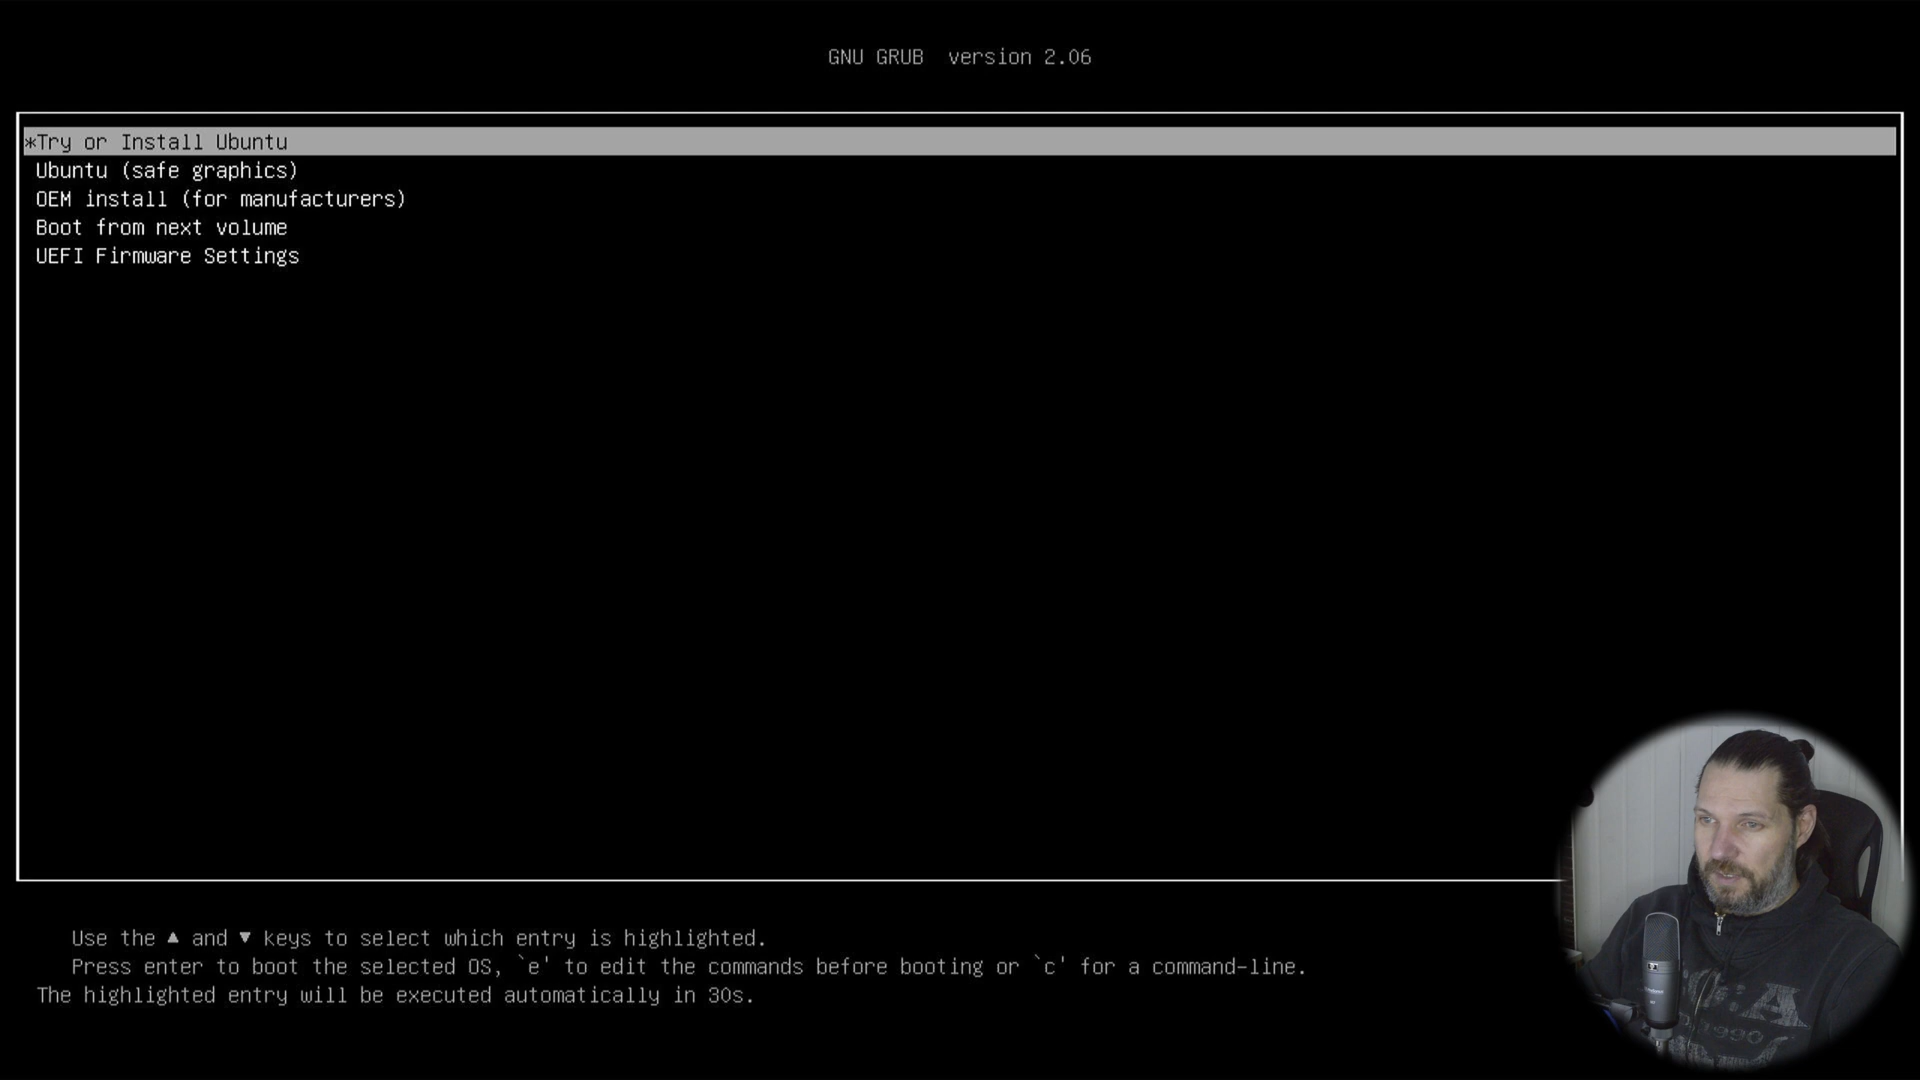 GNU GRUB  version 2.06
*Try or Install Ubuntu
Ubuntu (safe graphics)
OEM install (for manufacturers)
Boot from next volume
UEFI Firmware Settings
Use the ▲ and ▼ keys to select which entry is highlighted.
Press enter to boot the selected OS, `e' to edit the commands before booting or `c' for a command-line.
The highlighted entry will be executed automatically in 30s.
1990